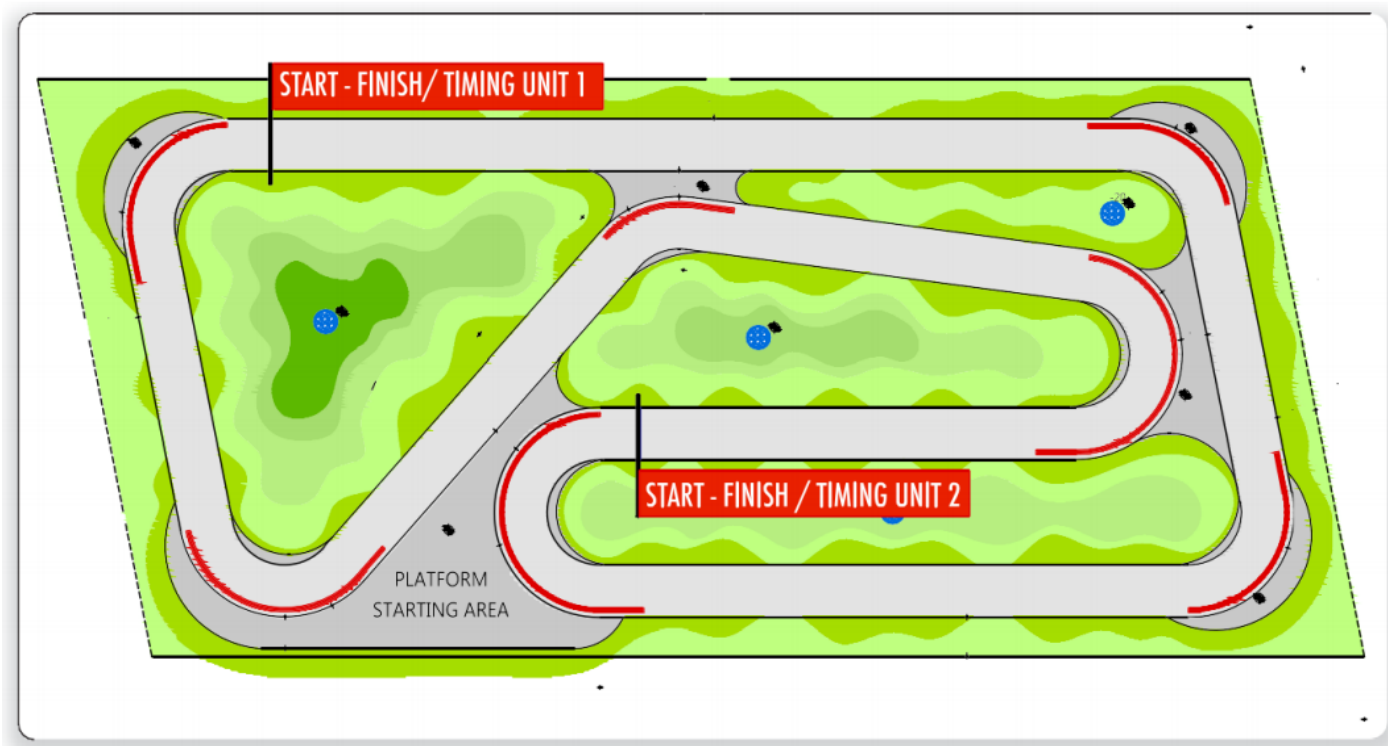 START - FINISH/ TIMING UNIT 1
START - FINISH / TIMING UNIT 2
PLATFORM
STARTING AREA